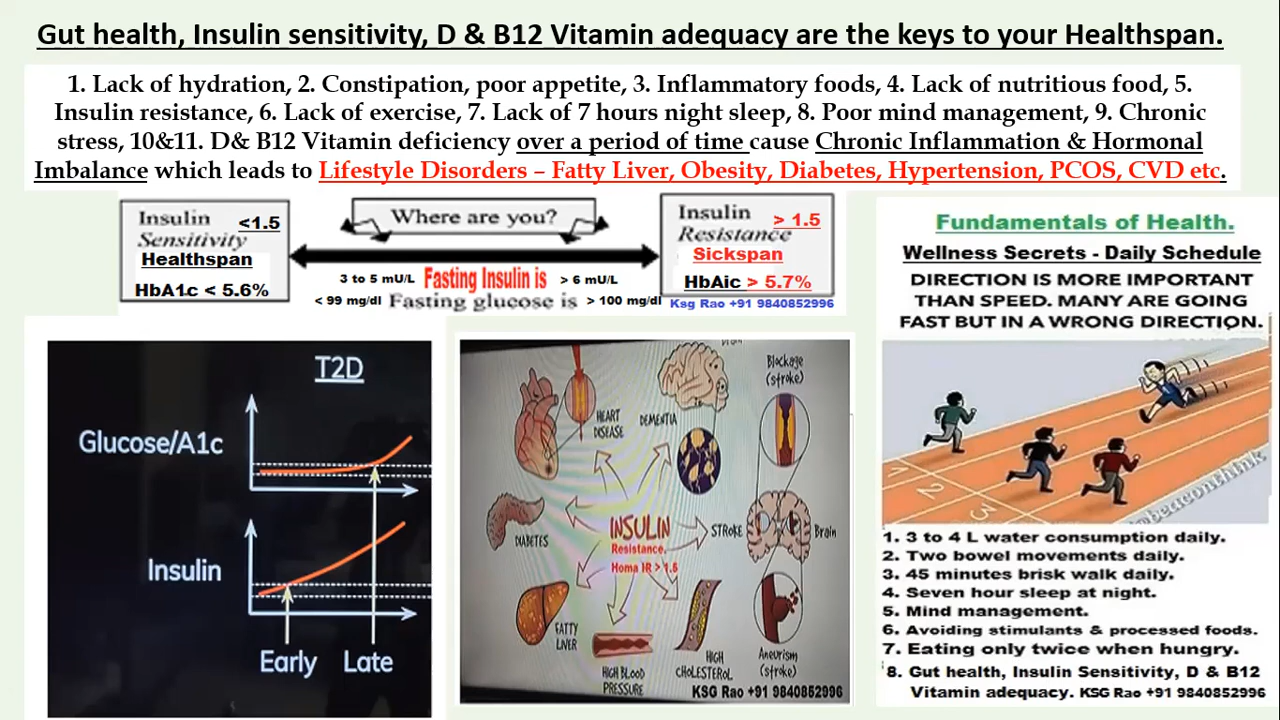 Gut health, Insulin sensitivity, D & B12 Vitamin adequacy are the keys to your Healthspan.
1. Lack of hydration, 2. Constipation, poor appetite, 3. Inflammatory foods, 4. Lack of nutritious food, 5.
Insulin resistance, 6. Lack of exercise, 7. Lack of 7 hours night sleep, 8. Poor mind management, 9. Chronic
stress, 10&11. D& B12 Vitamin deficiency over a period of time cause Chronic Inflammation & Hormonal
Imbalance which leads to Lifestyle Disorders – Fatty Liver, Obesity, Diabetes, Hypertension, PCOS, CVD etc.
Insulin <1.5
Sensitivity
Healthspan
HbA1c < 5.6%
Where are you?
3 to 5 mU/L Fasting Insulin is > 6 mU/L
< 99 mg/dl Fasting glucose is > 100 mg/dl
Insulin > 1.5
Resistance
Sickspan
HbAic > 5.7%
Ksg Rao +91 9840852996
T2D
Glucose/A1c
Insulin
Early Late
Blockage
(stroke)
HEART
DISEASE
DEMENTIA
INSULIN
Resistance.
Homa IR > 1.5
STROKE
Brain
DIABETES
FATTY
LIVER
HIGH BLOOD
PRESSURE
HIGH
CHOLESTEROL
Aneurism
(stroke)
KSG Rao +91 9840852996
Fundamentals of Health.
Wellness Secrets - Daily Schedule
DIRECTION IS MORE IMPORTANT
THAN SPEED. MANY ARE GOING
FAST BUT IN A WRONG DIRECTION.
1
2
3
@beaconthhk
1. 3 to 4 L water consumption daily.
2. Two bowel movements daily.
3. 45 minutes brisk walk daily.
4. Seven hour sleep at night.
5. Mind management.
6. Avoiding stimulants & processed foods.
7. Eating only twice when hungry.
8. Gut health, Insulin Sensitivity, D & B12
Vitamin adequacy. KSG Rao +91 9840852996